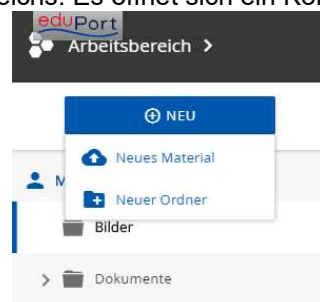 eduPort
Arbeitsbereich >
NEU
Neues Material
M
Neuer Ordner
Bilder
Dokumente